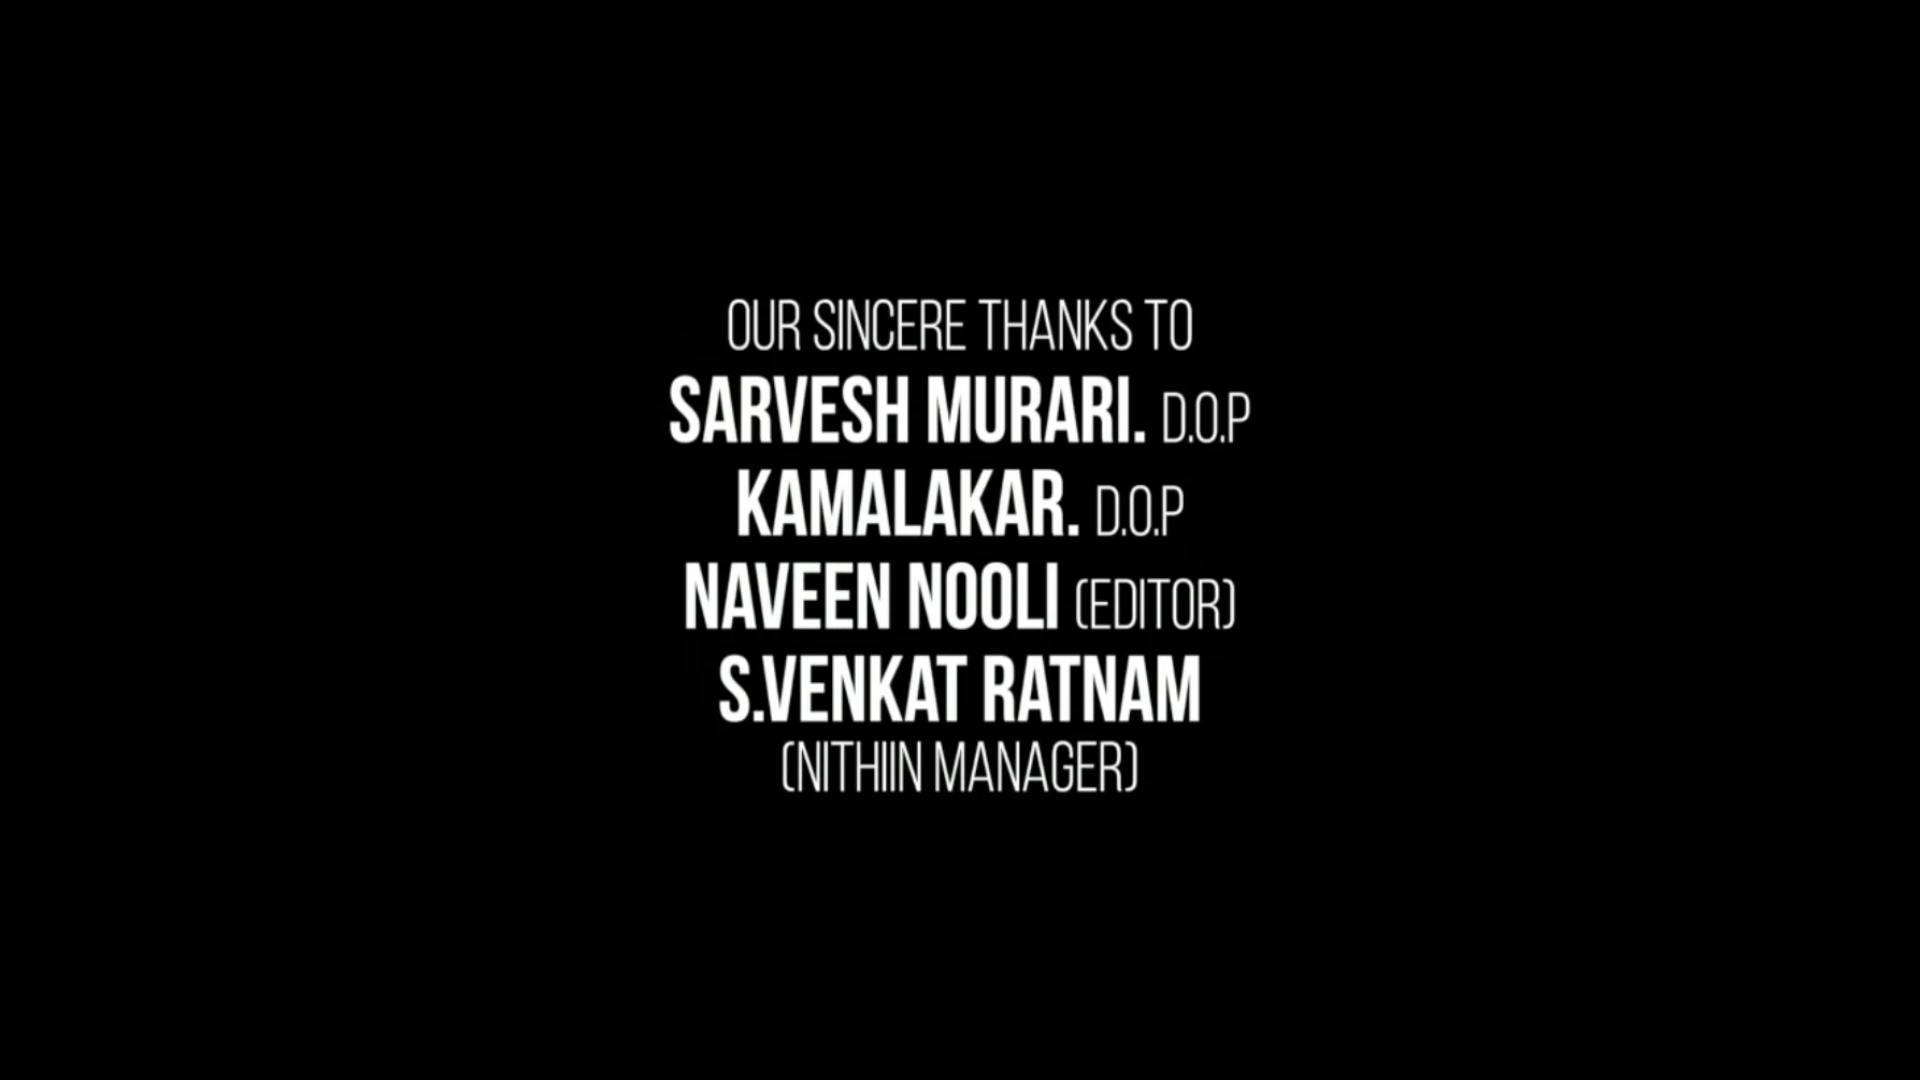 OUR SINCERE THANKS TO
SARVESH MURARI. D.O.P
KAMALAKAR. D.O.P
NAVEEN NOOLI (EDITOR)
S.VENKAT RATNAM
(NITHIIN MANAGER)